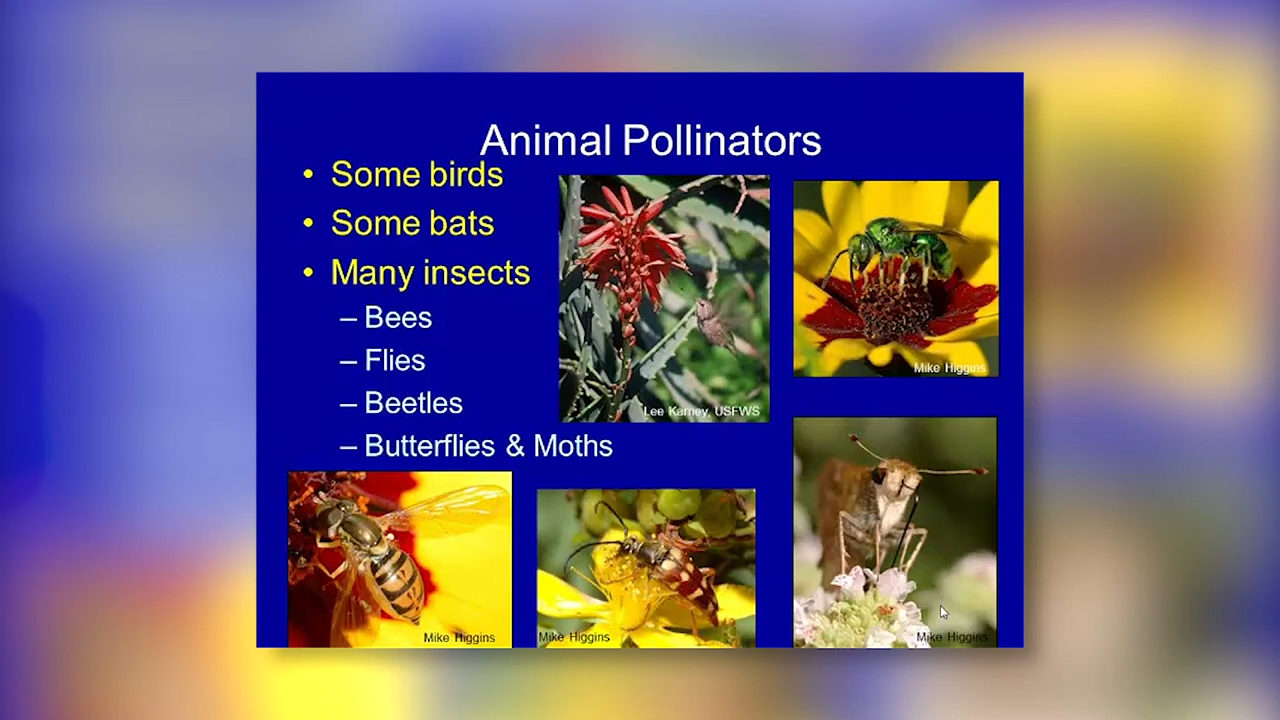 Animal Pollinators
• Some birds
• Some bats
• Many insects
– Bees
– Flies
– Beetles
– Butterflies & Moths
Lee Karney, USFWS
Mike Higgins
Mike Higgins
Mike Higgins
Mike Higgins